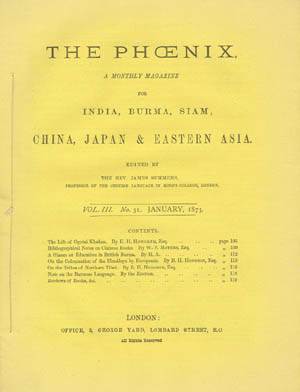 THE PHŒNIX,
A MONTHLY MAGAZINE
FOR
INDIA, BURMA, SIAM,
CHINA, JAPAN & EASTERN ASIA.
EDITED BY
THE REV. JAMES SUMMERS,
PROFESSOR OF THE CHINESE LANGUAGE IN KING'S COLLEGE, LONDON.
VOL. III. No. 31. JANUARY, 1873.
CONTENTS.
The Life of Ogotai Khakan. By H. H. Howorth, Esq. .. .. page
Bibliographical Notes on Chinese Books. By W. F. Mayers, Esq. ..
A Glance at Education in British Burma. By H. A. .. .. 112
On the Colonization of the Himálaya by Europeans. By B. H. Hodgson, Esq.
On the Tribes of Northern Tibet. By B. H. Hodgson, Esq. ..
Note on the Burmese Language. By the Editor. ..
Reviews of Books, &c. ..
LONDON:
OFFICE, 3, GEORGE YARD, LOMBARD STREET, E.C.
All Rights Reserved